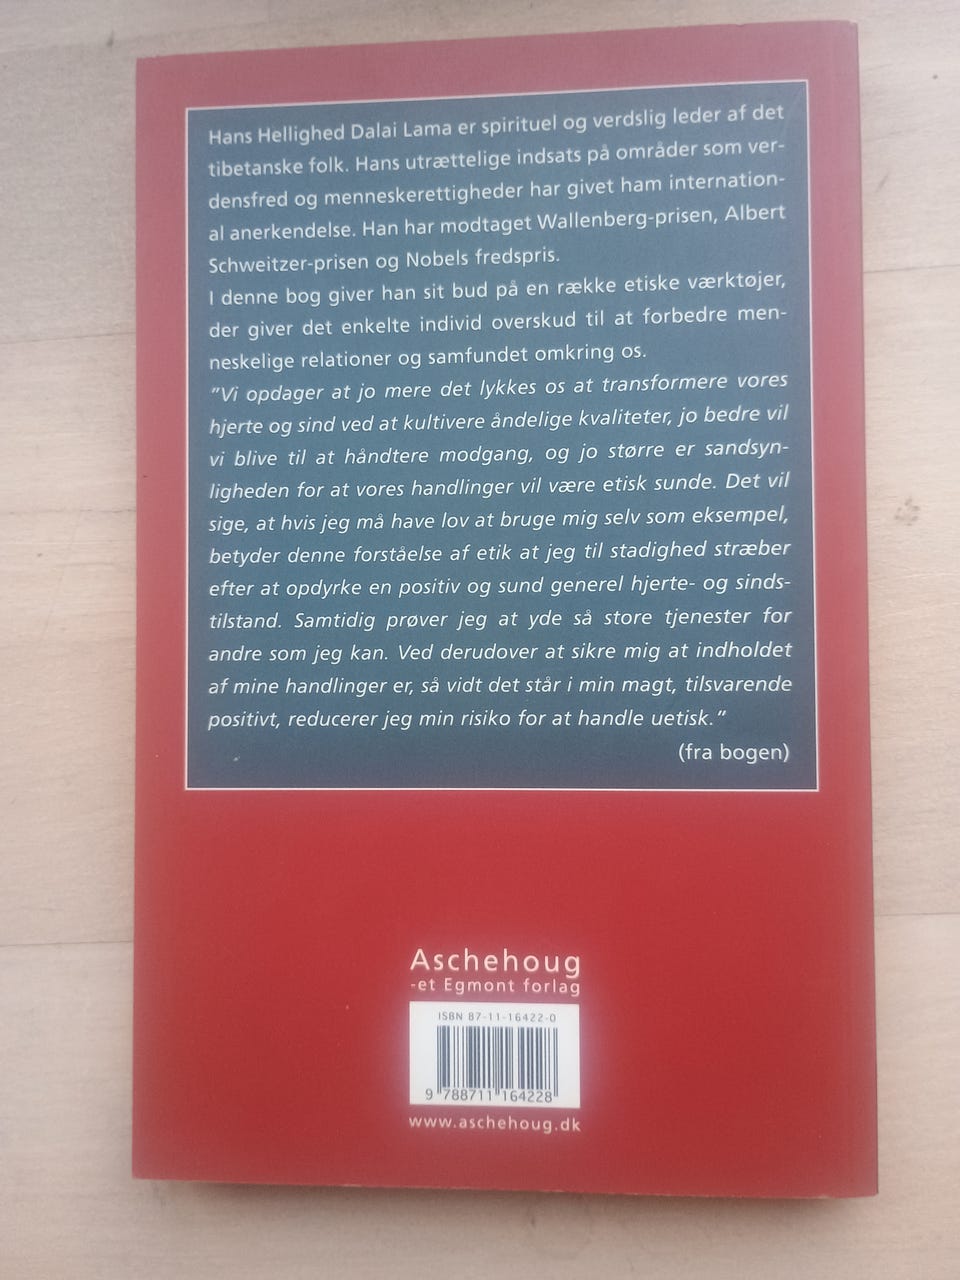 Hans Hellighed Dalai Lama er spirituel og verdslig leder af det
tibetanske folk. Hans utrættelige indsats på områder som ver-
densfred og menneskerettigheder har givet ham internation-
al anerkendelse. Han har modtaget Wallenberg-prisen, Albert
Schweitzer-prisen og Nobels fredspris.
I denne bog giver han sit bud på en række etiske værktøjer,
der giver det enkelte individ overskud til at forbedre men-
neskelige relationer og samfundet omkring os.
"Vi opdager at jo mere det lykkes os at transformere vores
hjerte og sind ved at kultivere åndelige kvaliteter, jo bedre vil
vi blive til at håndtere modgang, og jo større er sandsyn-
ligheden for at vores handlinger vil være etisk sunde. Det vil
sige, at hvis jeg må have lov at bruge mig selv som eksempel,
betyder denne forståelse af etik at jeg til stadighed stræber
efter at opdyrke en positiv og sund generel hjerte- og sinds-
tilstand. Samtidig prøver jeg at yde så store tjenester for
andre som jeg kan. Ved derudover at sikre mig at indholdet
af mine handlinger er, så vidt det står i min magt, tilsvarende
positivt, reducerer jeg min risiko for at handle uetisk."
(fra bogen)
Aschehoug
-et Egmont forlag
ISBN 87-11-16422-0
9 788711 164228
www.aschehoug.dk